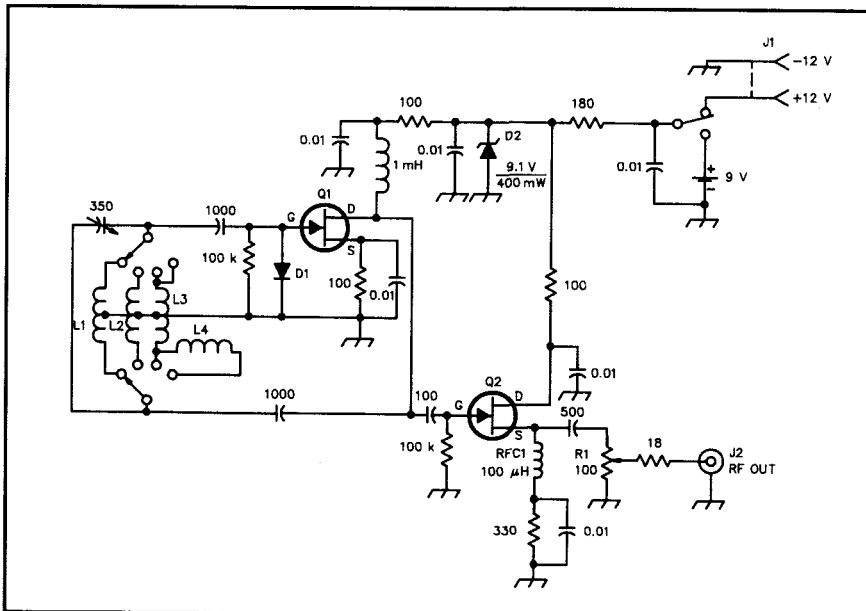 J1
-12 V
+12 V
100
180
0.01
0.01
D2
0.01
1 mH
9.1 V
400 mW
+
-
9 V
Q1
350
1000
G
D
S
100 k
D1
100
0.01
100
L1
L2
L3
L4
0.01
1000
100
G
Q2
D
S
500
100 k
RFC1
100 μH
R1
100
18
J2
RF OUT
330
0.01